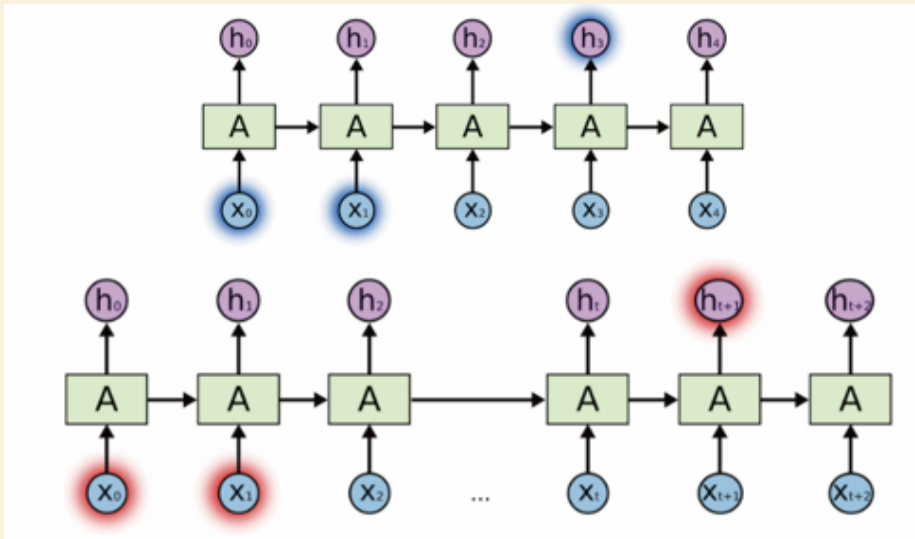 h₀ h₁ h₂ h₃ h₄
A A A A A
x₀ x₁ x₂ x₃ x₄
h₀ h₁ h₂ hₜ hₜ₊₁ hₜ₊₂
A A A A A A
x₀ x₁ x₂ ... xₜ xₜ₊₁ xₜ₊₂